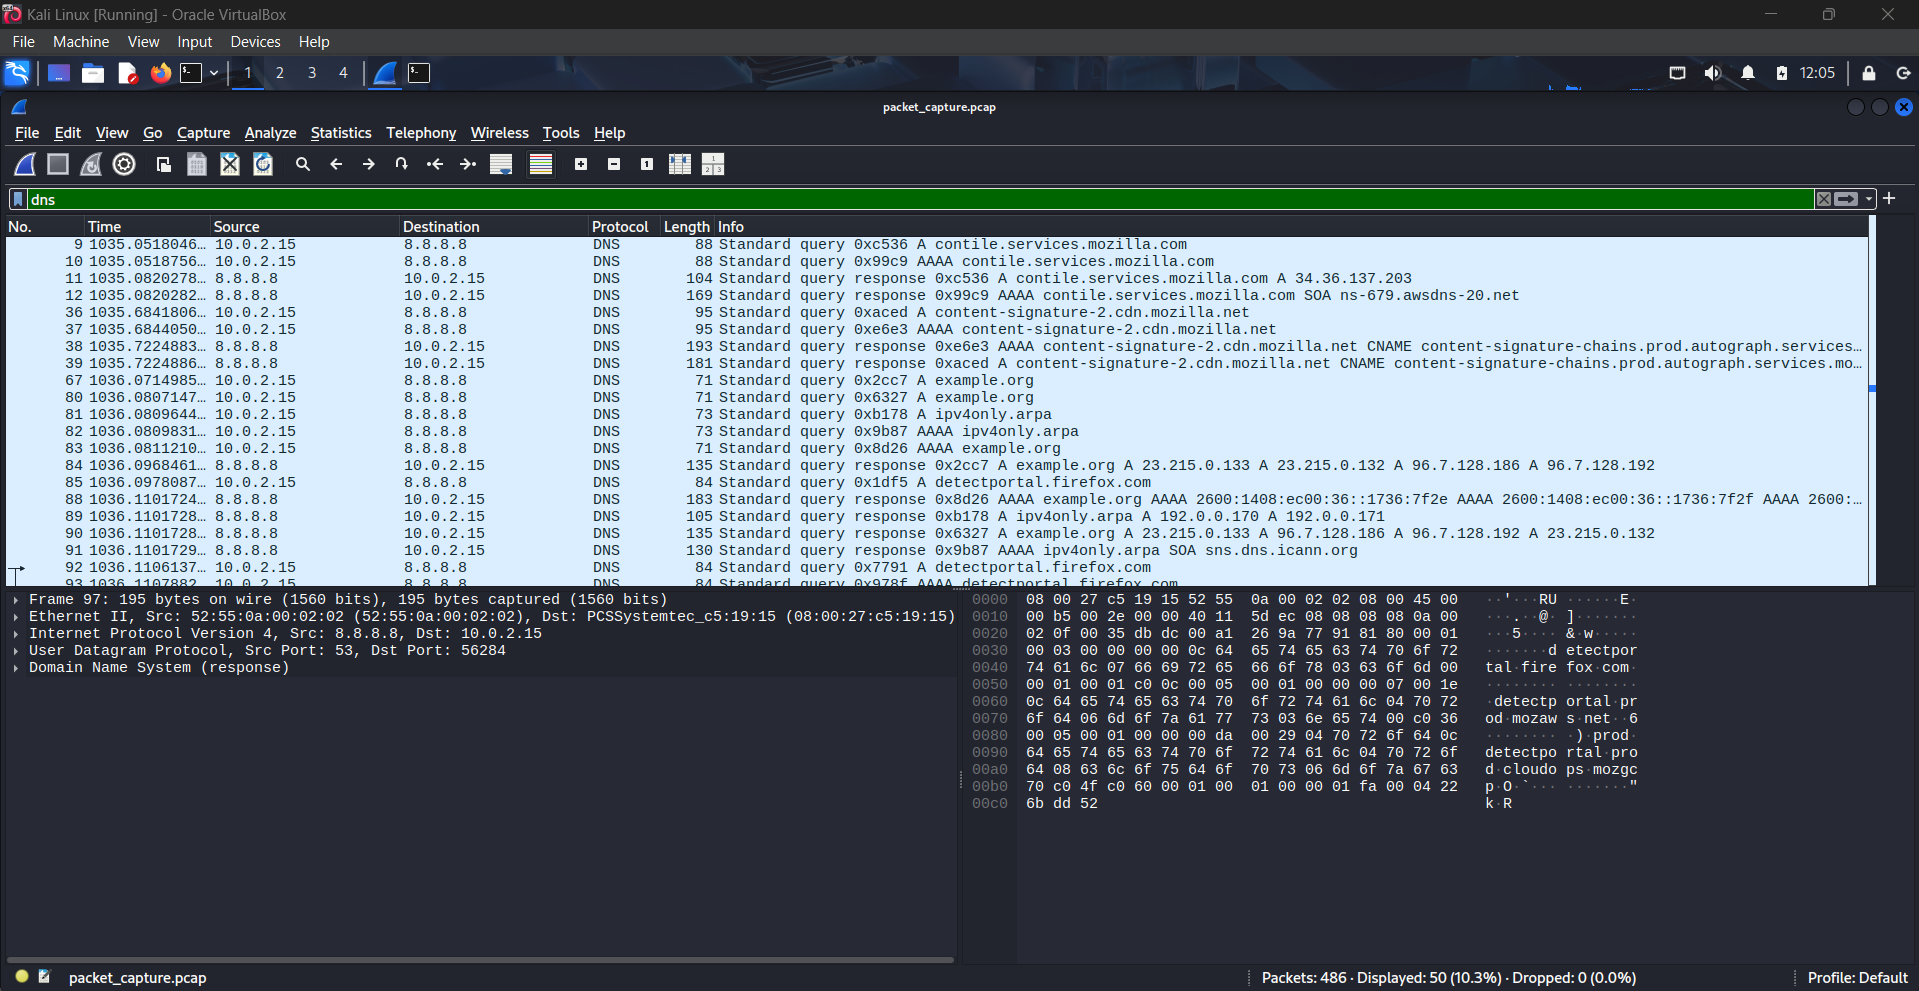 Kali Linux [Running] - Oracle VirtualBox
File Machine View Input Devices Help
1 2 3 4 12:05
packet_capture.pcap
File Edit View Go Capture Analyze Statistics Telephony Wireless Tools Help
dns
No. Time Source Destination Protocol Length Info
9 1035.0518046… 10.0.2.15 8.8.8.8 DNS 88 Standard query 0xc536 A contile.services.mozilla.com
10 1035.0518756… 10.0.2.15 8.8.8.8 DNS 88 Standard query 0x99c9 AAAA contile.services.mozilla.com
11 1035.0820278… 8.8.8.8 10.0.2.15 DNS 104 Standard query response 0xc536 A contile.services.mozilla.com A 34.36.137.203
12 1035.0820282… 8.8.8.8 10.0.2.15 DNS 169 Standard query response 0x99c9 AAAA contile.services.mozilla.com SOA ns-679.awsdns-20.net
36 1035.6841806… 10.0.2.15 8.8.8.8 DNS 95 Standard query 0xaced A content-signature-2.cdn.mozilla.net
37 1035.6844050… 10.0.2.15 8.8.8.8 DNS 95 Standard query 0xe6e3 AAAA content-signature-2.cdn.mozilla.net
38 1035.7224883… 8.8.8.8 10.0.2.15 DNS 193 Standard query response 0xe6e3 AAAA content-signature-2.cdn.mozilla.net CNAME content-signature-chains.prod.autograph.services…
39 1035.7224886… 8.8.8.8 10.0.2.15 DNS 181 Standard query response 0xaced A content-signature-2.cdn.mozilla.net CNAME content-signature-chains.prod.autograph.services.mo…
67 1036.0714985… 10.0.2.15 8.8.8.8 DNS 71 Standard query 0x2cc7 A example.org
80 1036.0807147… 10.0.2.15 8.8.8.8 DNS 71 Standard query 0x6327 A example.org
81 1036.0809644… 10.0.2.15 8.8.8.8 DNS 73 Standard query 0xb178 A ipv4only.arpa
82 1036.0809831… 10.0.2.15 8.8.8.8 DNS 73 Standard query 0x9b87 AAAA ipv4only.arpa
83 1036.0811210… 10.0.2.15 8.8.8.8 DNS 71 Standard query 0x8d26 AAAA example.org
84 1036.0968461… 8.8.8.8 10.0.2.15 DNS 135 Standard query response 0x2cc7 A example.org A 23.215.0.133 A 23.215.0.132 A 96.7.128.186 A 96.7.128.192
85 1036.0978087… 10.0.2.15 8.8.8.8 DNS 84 Standard query 0x1df5 A detectportal.firefox.com
88 1036.1101724… 8.8.8.8 10.0.2.15 DNS 183 Standard query response 0x8d26 AAAA example.org AAAA 2600:1408:ec00:36::1736:7f2e AAAA 2600:1408:ec00:36::1736:7f2f AAAA 2600:…
89 1036.1101728… 8.8.8.8 10.0.2.15 DNS 105 Standard query response 0xb178 A ipv4only.arpa A 192.0.0.170 A 192.0.0.171
90 1036.1101728… 8.8.8.8 10.0.2.15 DNS 135 Standard query response 0x6327 A example.org A 23.215.0.133 A 96.7.128.186 A 96.7.128.192 A 23.215.0.132
91 1036.1101729… 8.8.8.8 10.0.2.15 DNS 130 Standard query response 0x9b87 AAAA ipv4only.arpa SOA sns.dns.icann.org
92 1036.1106137… 10.0.2.15 8.8.8.8 DNS 84 Standard query 0x7791 A detectportal.firefox.com
93 1036.1107882… 10.0.2.15 8.8.8.8 DNS 84 Standard query 0x978f AAAA detectportal.firefox.com
Frame 97: 195 bytes on wire (1560 bits), 195 bytes captured (1560 bits)
Ethernet II, Src: 52:55:0a:00:02:02 (52:55:0a:00:02:02), Dst: PCSSystemtec_c5:19:15 (08:00:27:c5:19:15)
Internet Protocol Version 4, Src: 8.8.8.8, Dst: 10.0.2.15
User Datagram Protocol, Src Port: 53, Dst Port: 56284
Domain Name System (response)
0000 08 00 27 c5 19 15 52 55 0a 00 02 02 08 00 45 00 ··'···RU ······E·
0010 00 b5 00 2e 00 00 40 11 5d ec 08 08 08 08 0a 00 ···.··@· ]·······
0020 02 0f 00 35 db dc 00 a1 26 9a 77 91 81 80 00 01 ···5···· &·w·····
0030 00 03 00 00 00 00 0c 64 65 74 65 63 74 70 6f 72 ·······d etectpor
0040 74 61 6c 07 66 69 72 65 66 6f 78 03 63 6f 6d 00 tal·fire fox·com·
0050 00 01 00 01 c0 0c 00 05 00 01 00 00 00 07 00 1e ········ ········
0060 0c 64 65 74 65 63 74 70 6f 72 74 61 6c 04 70 72 ·detectp ortal·pr
0070 6f 64 06 6d 6f 7a 61 77 73 03 6e 65 74 00 c0 36 od·mozaw s·net··6
0080 00 05 00 01 00 00 00 da 00 29 04 70 72 6f 64 0c ········ ·)·prod·
0090 64 65 74 65 63 74 70 6f 72 74 61 6c 04 70 72 6f detectpo rtal·pro
00a0 64 08 63 6c 6f 75 64 6f 70 73 06 6d 6f 7a 67 63 d·cloudo ps·mozgc
00b0 70 c0 4f c0 60 00 01 00 01 00 00 01 fa 00 04 22 p·O·`··· ·······"
00c0 6b dd 52 k·R
packet_capture.pcap Packets: 486 · Displayed: 50 (10.3%) · Dropped: 0 (0.0%) Profile: Default